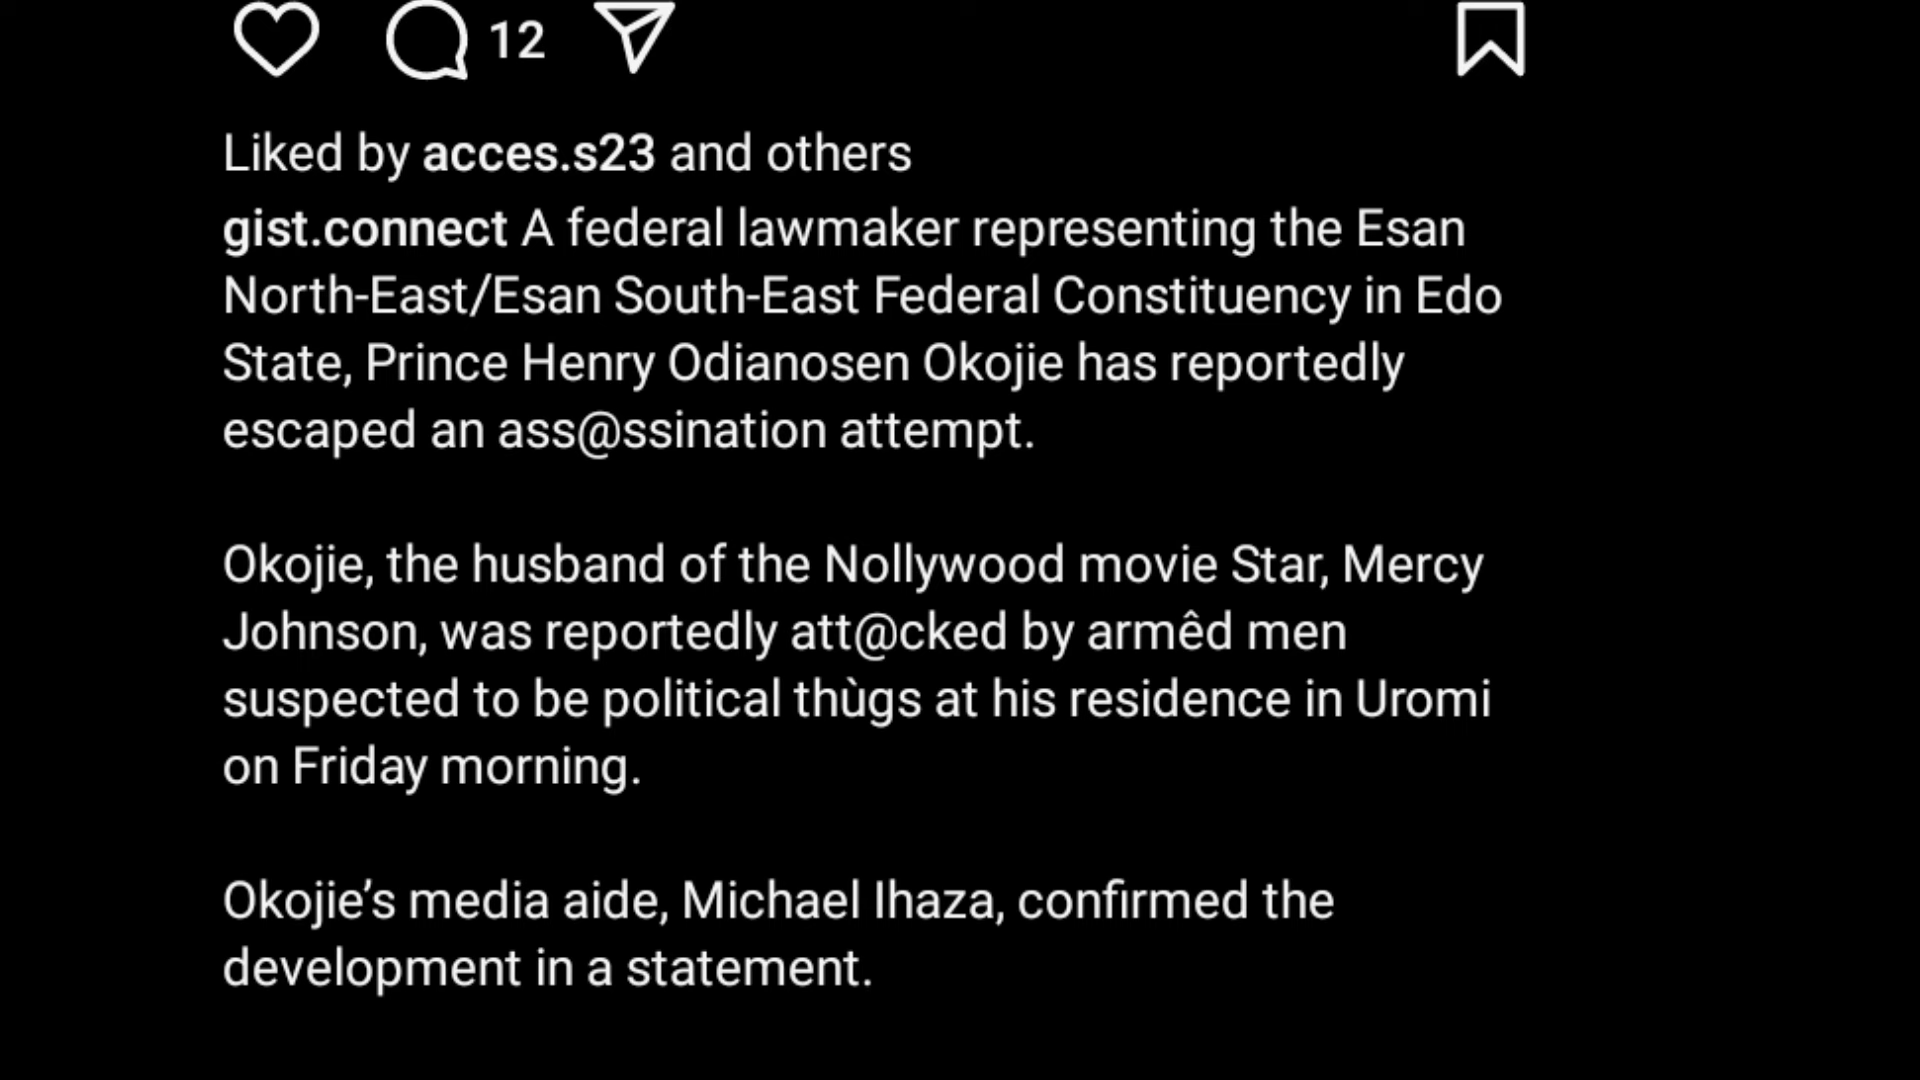 12
Liked by acces.s23 and others
gist.connect A federal lawmaker representing the Esan
North-East/Esan South-East Federal Constituency in Edo
State, Prince Henry Odianosen Okojie has reportedly
escaped an ass@ssination attempt.
Okojie, the husband of the Nollywood movie Star, Mercy
Johnson, was reportedly att@cked by armêd men
suspected to be political thùgs at his residence in Uromi
on Friday morning.
Okojie’s media aide, Michael Ihaza, confirmed the
development in a statement.